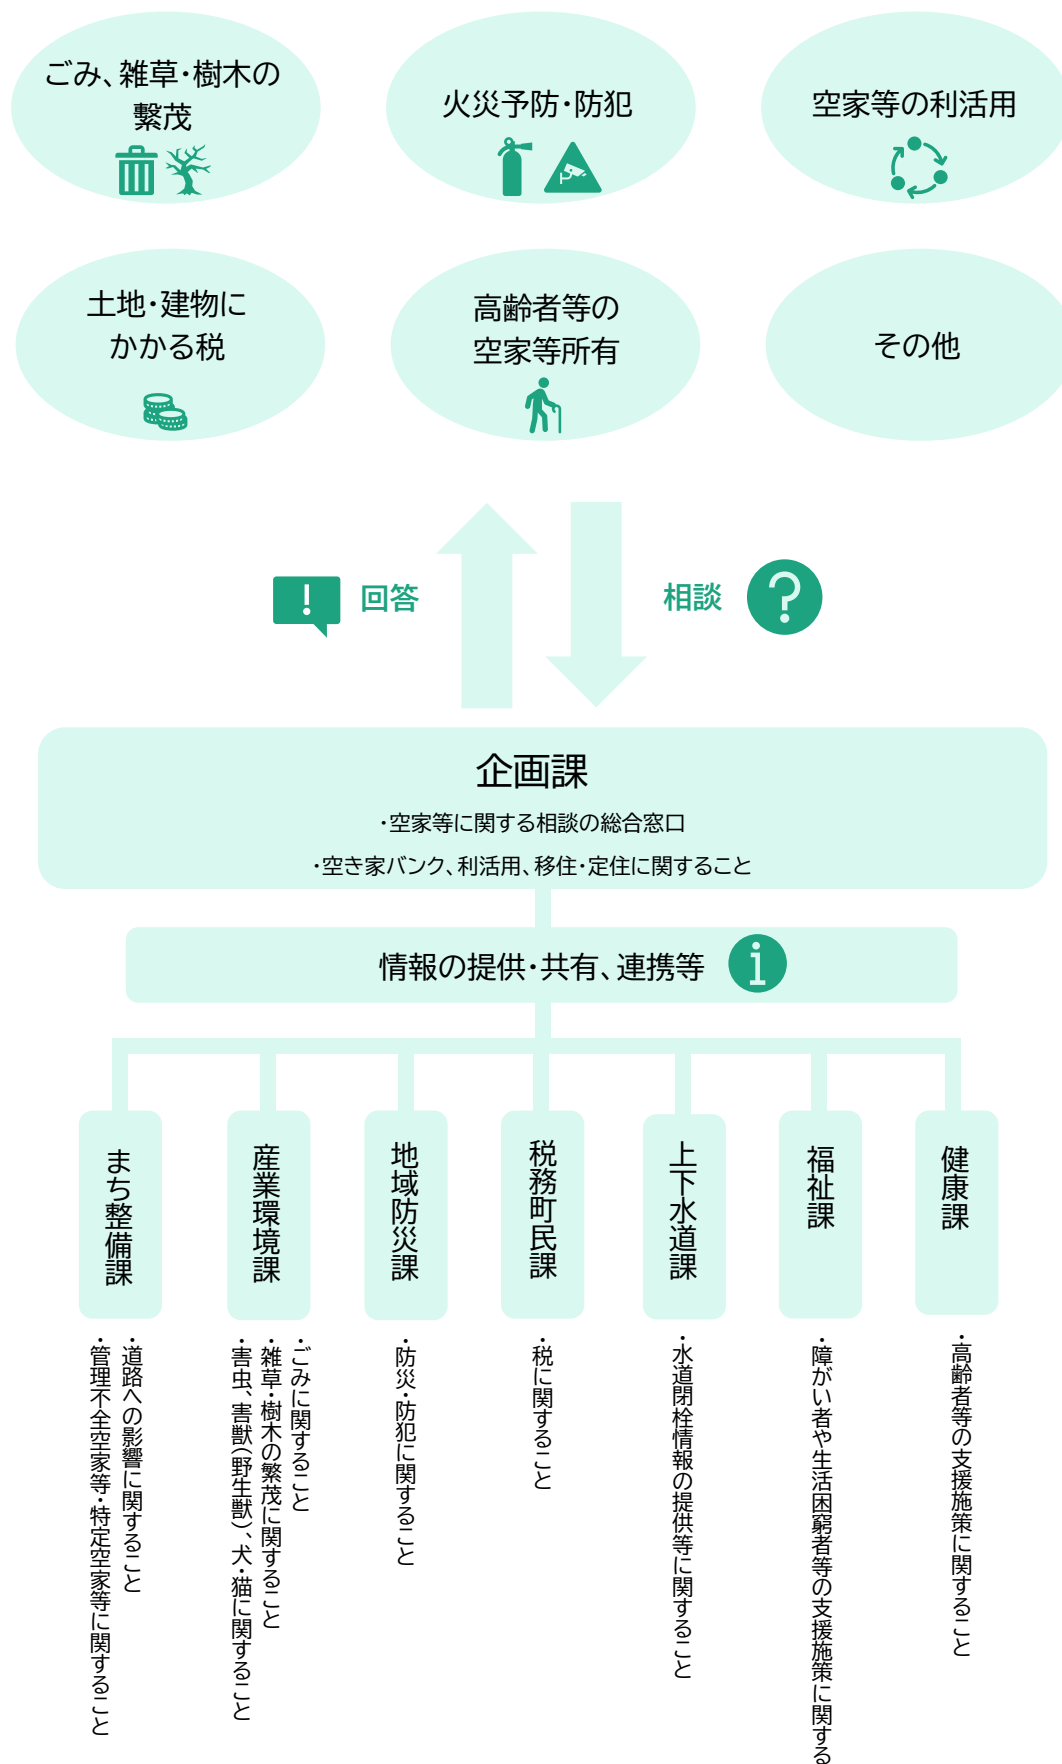 ごみ、雑草・樹木の
繋茂
火災予防・防犯
空家等の利活用
土地・建物に
かかる税
高齢者等の
空家等所有
その他
回答
相談
企画課
・空家等に関する相談の総合窓口
・空き家バンク、利活用、移住・定住に関すること
情報の提供・共有、連携等
まち整備課
・道路への影響に関すること
・管理不全空家等・特定空家等に関すること
産業環境課
・ごみに関すること
・雑草・樹木の繁茂に関すること
・害虫、害獣(野生獣)、犬・猫に関すること
地域防災課
・防災・防犯に関すること
税務町民課
・税に関すること
上下水道課
・水道閉栓情報の提供等に関すること
福祉課
・障がい者や生活困窮者等の支援施策に関する
健康課
・高齢者等の支援施策に関すること